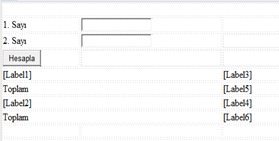 1. Sayı
2. Sayı
Hesapla
[Label1] [Label3]
Toplam [Label5]
[Label2] [Label4]
Toplam [Label6]